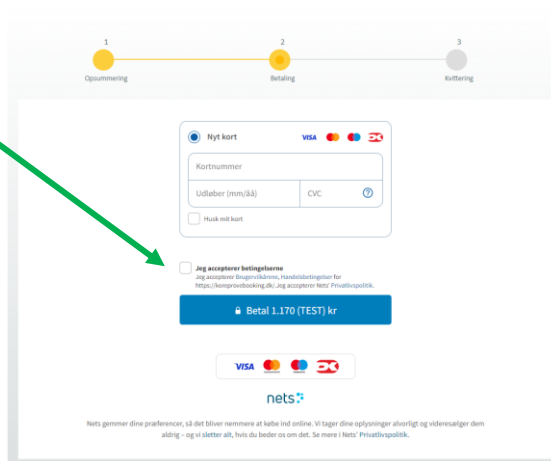 1
2
3
Opsummering
Betaling
Kvittering
Nyt kort
VISA
Kortnummer
Udløber (mm/åå)
CVC
?
Husk mit kort
Jeg accepterer betingelserne
Jeg accepterer Brugervilkårene, Handelsbetingelser for
https://koreprovebooking.dk/ Jeg accepterer Nets' Privatlivspolitik.
Betal 1.170 (TEST) kr
VISA
nets
Nets gemmer dine præferencer, så det bliver nemmere at købe ind online. Vi tager dine oplysninger alvorligt og videresælger dem
aldrig – og vi sletter alt, hvis du beder os om det. Se mere i Nets' Privatlivspolitik.